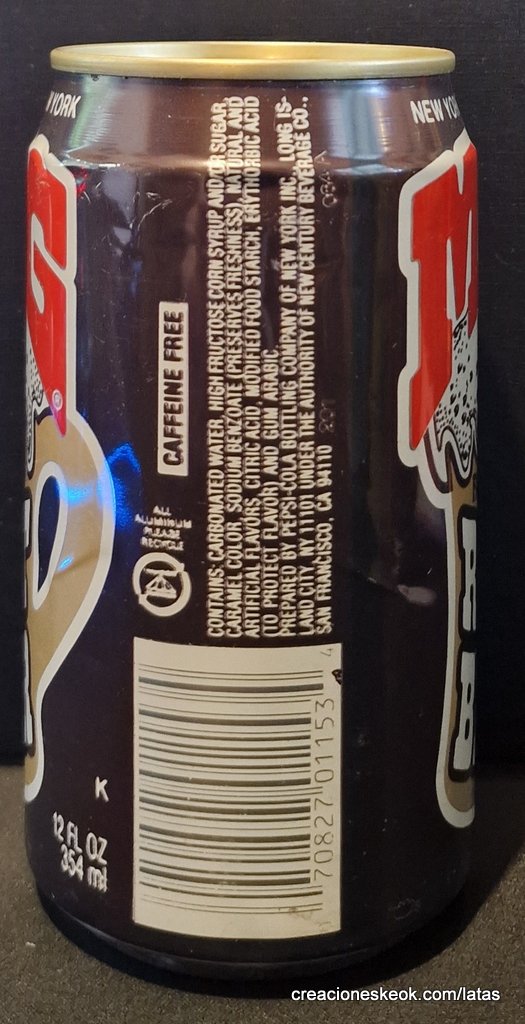 YORK
NEW YOR
G
®
M
CAFFEINE FREE
CONTAINS: CARBONATED WATER, HIGH FRUCTOSE CORN SYRUP AND/OR SUGAR,
CARAMEL COLOR, SODIUM BENZOATE (PRESERVES FRESHNESS), NATURAL AND
ARTIFICIAL FLAVORS, CITRIC ACID, MODIFIED FOOD STARCH, ERYTHORBIC ACID
(TO PROTECT FLAVOR) AND GUM ARABIC
PREPARED BY PEPSI-COLA BOTTLING COMPANY OF NEW YORK INC., LONG IS-
LAND CITY, NY 11101 UNDER THE AUTHORITY OF NEW CENTURY BEVERAGE CO.,
SAN FRANCISCO, CA 94110
ALL
ALUMINUM
PLEASE
RECYCLE
70827 01153 4
K
12 FL OZ
354 ml
creacioneskeok.com/latas